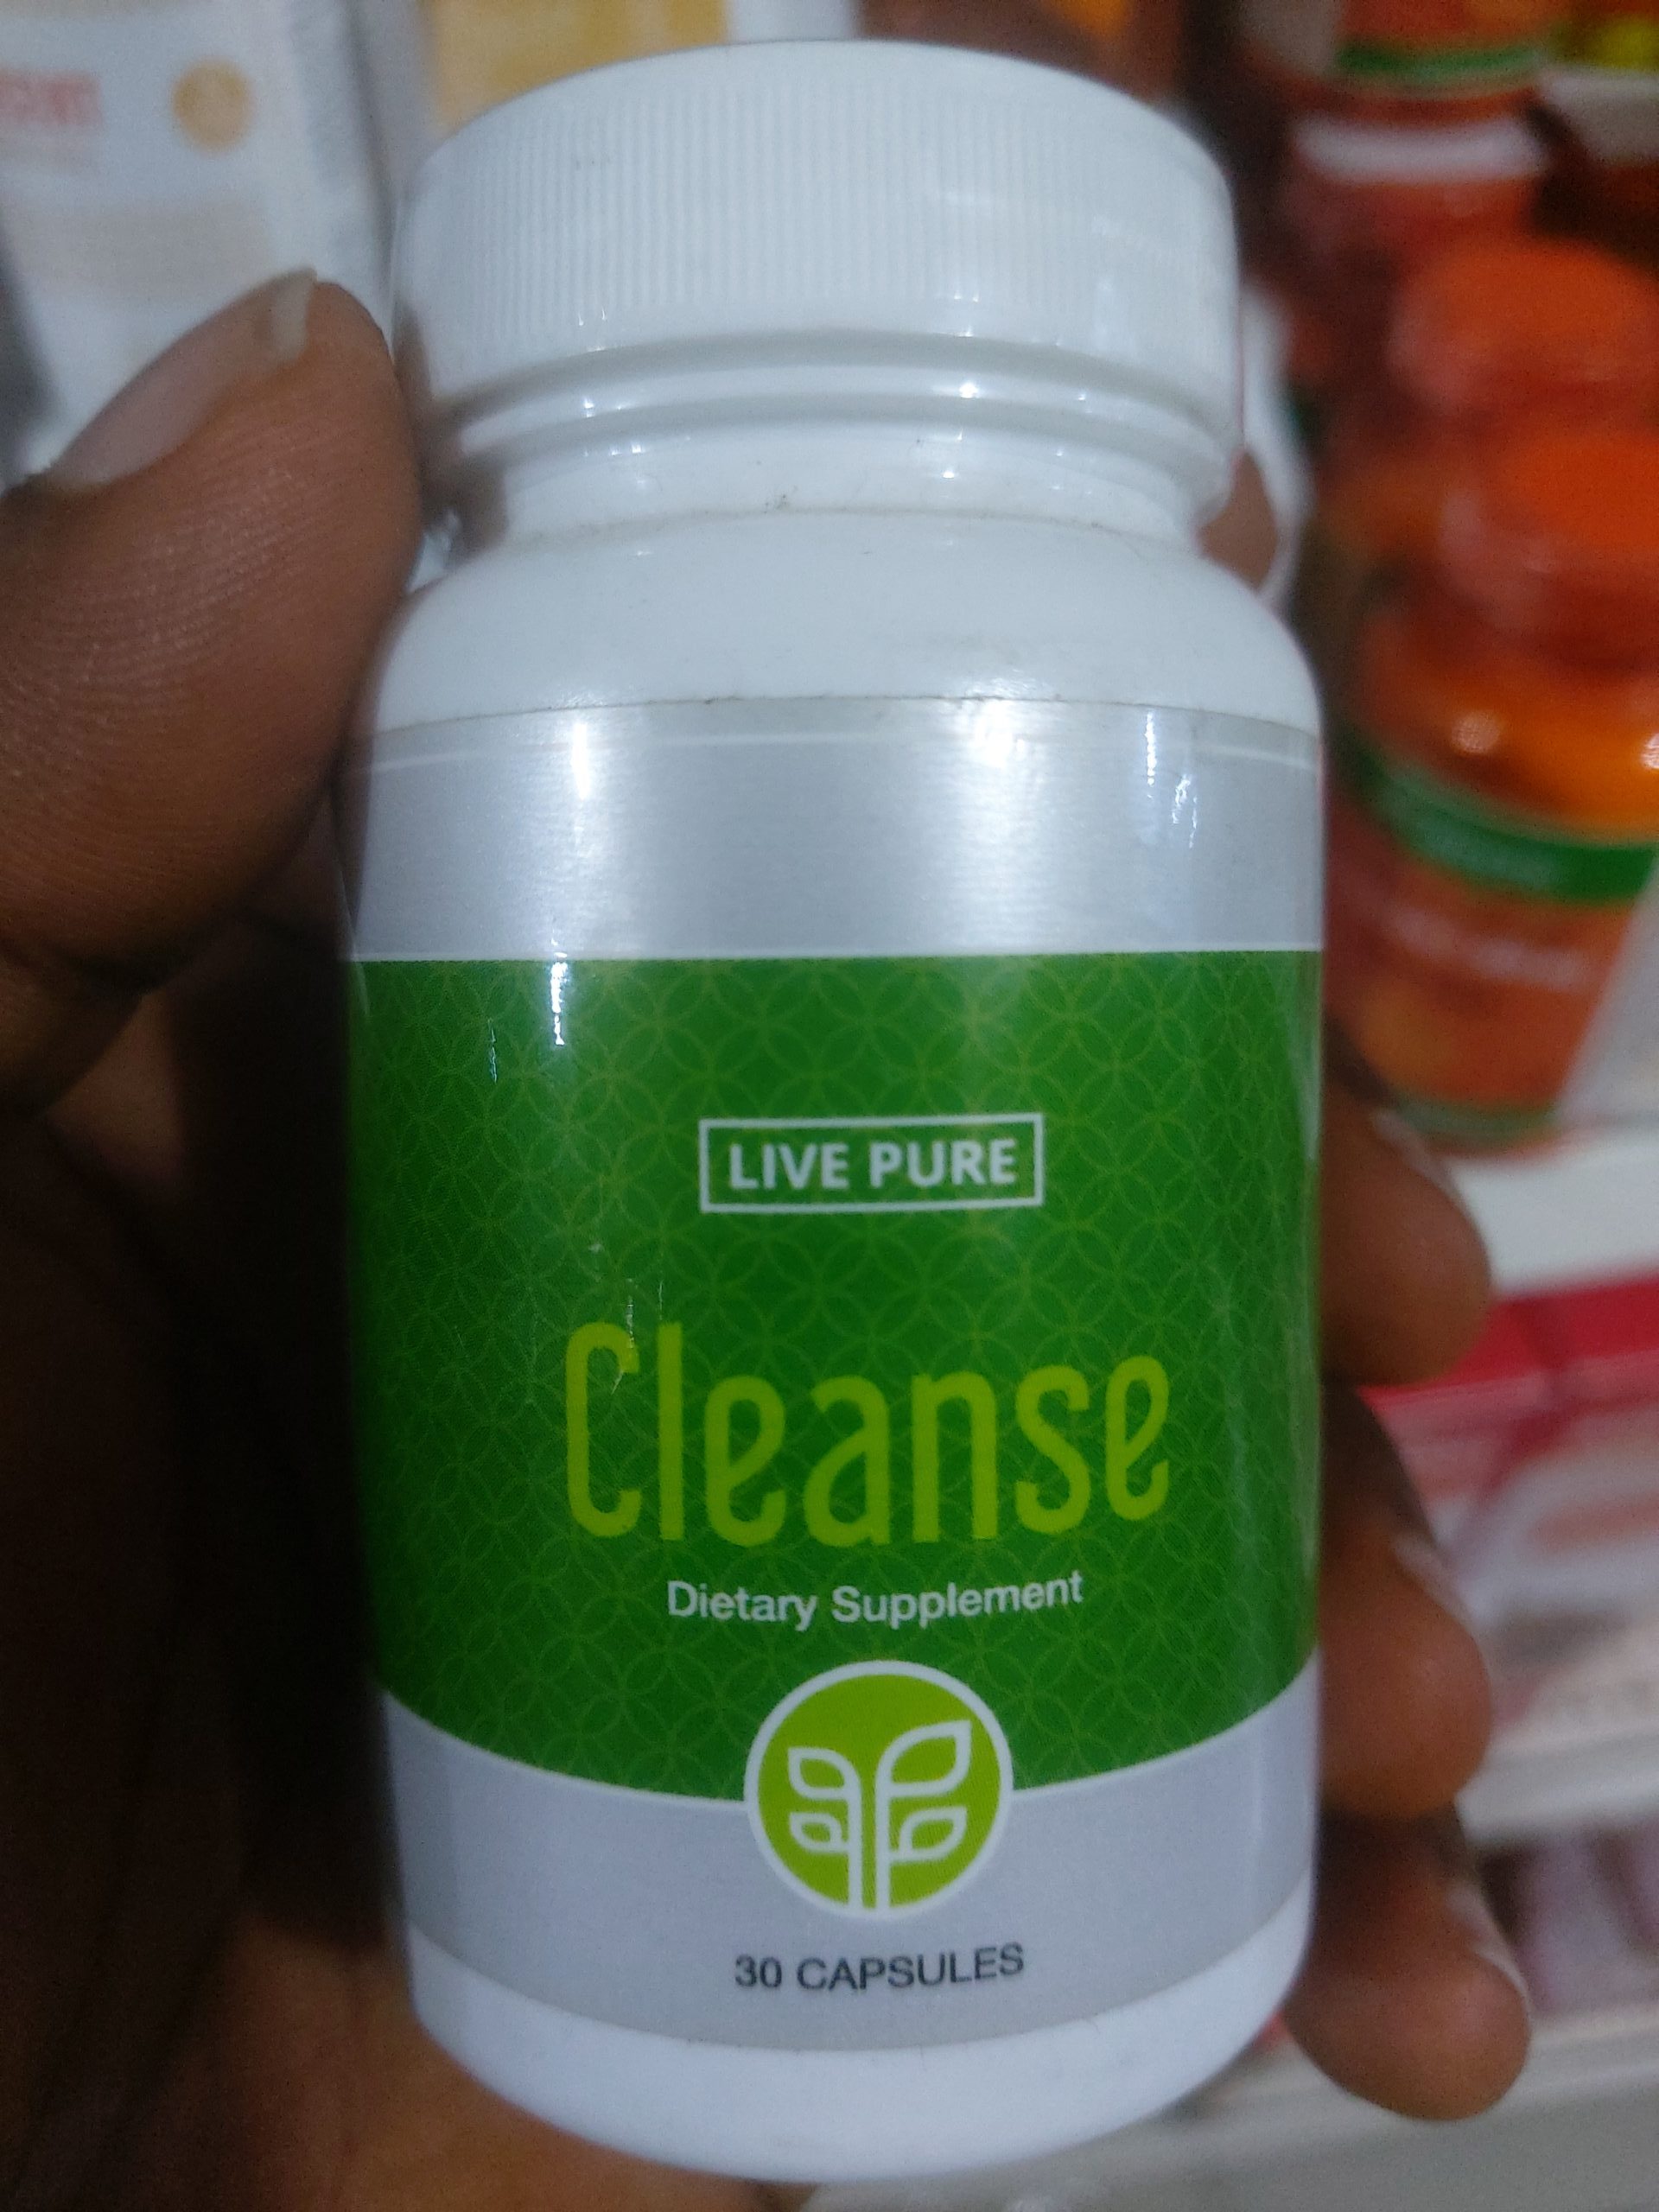 LIVE PURE
Cleanse
Dietary Supplement
30 CAPSULES